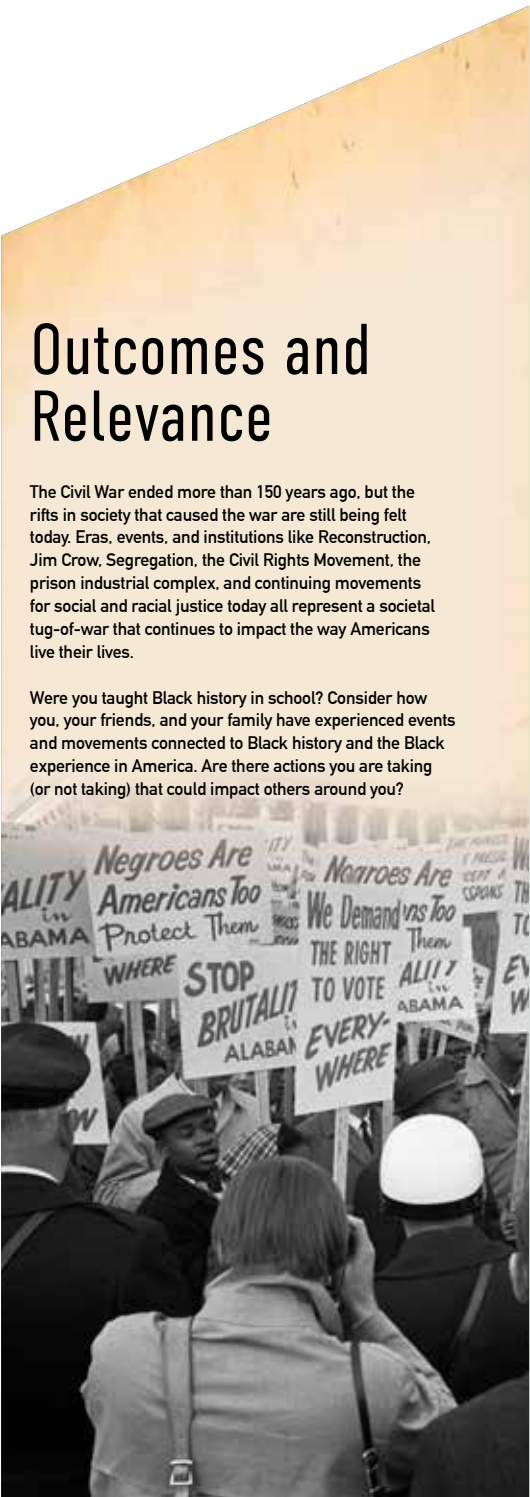 Outcomes and
Relevance
The Civil War ended more than 150 years ago, but the
rifts in society that caused the war are still being felt
today. Eras, events, and institutions like Reconstruction,
Jim Crow, Segregation, the Civil Rights Movement, the
prison industrial complex, and continuing movements
for social and racial justice today all represent a societal
tug-of-war that continues to impact the way Americans
live their lives.
Were you taught Black history in school? Consider how
you, your friends, and your family have experienced events
and movements connected to Black history and the Black
experience in America. Are there actions you are taking
(or not taking) that could impact others around you?
ALITY
in
ABAMA
Negroes Are
Americans Too
Protect Them
WHERE
STOP
BRUTALIT
ALABAM
We Demand
THE RIGHT
TO VOTE
EVERY-
WHERE
roes Are
ns Too
Them
ABAMA